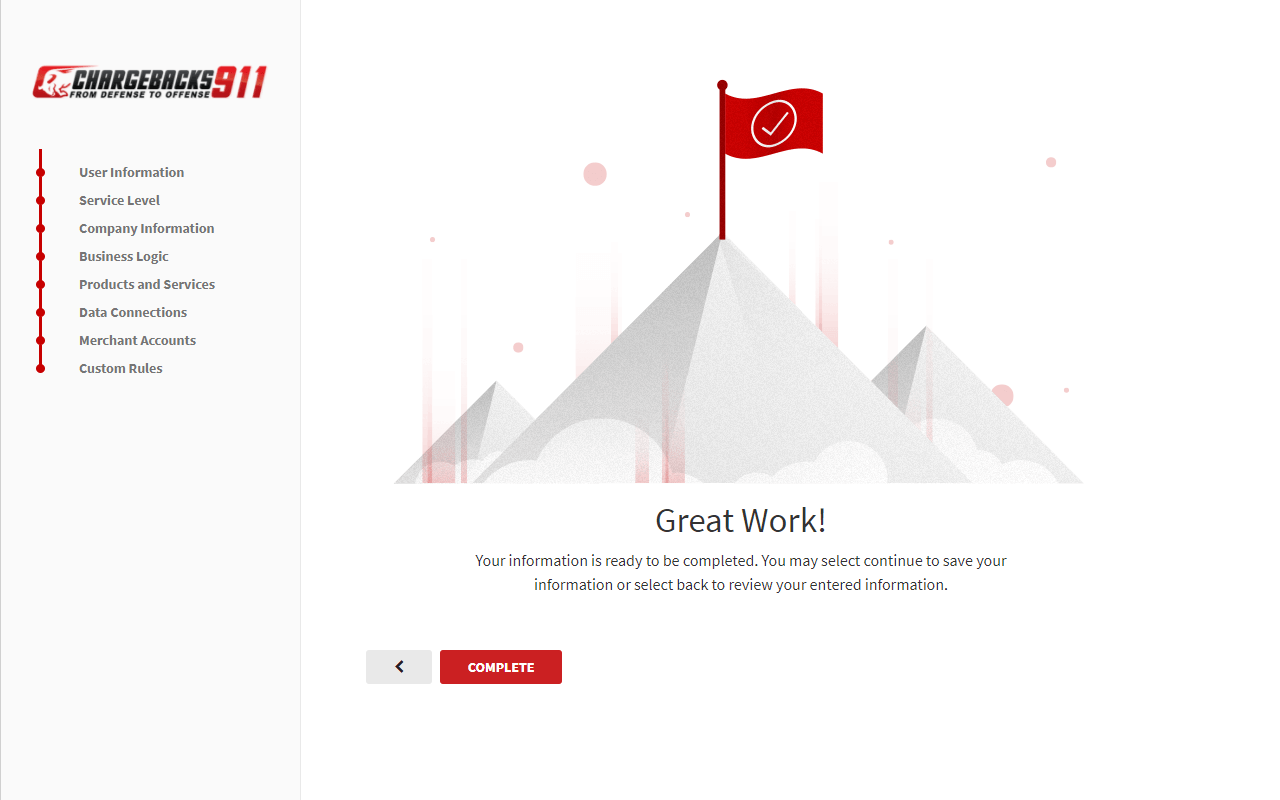 CHARGEBACKS911
FROM DEFENSE TO OFFENSE
User Information
Service Level
Company Information
Business Logic
Products and Services
Data Connections
Merchant Accounts
Custom Rules
Great Work!
Your information is ready to be completed. You may select continue to save your
information or select back to review your entered information.
COMPLETE